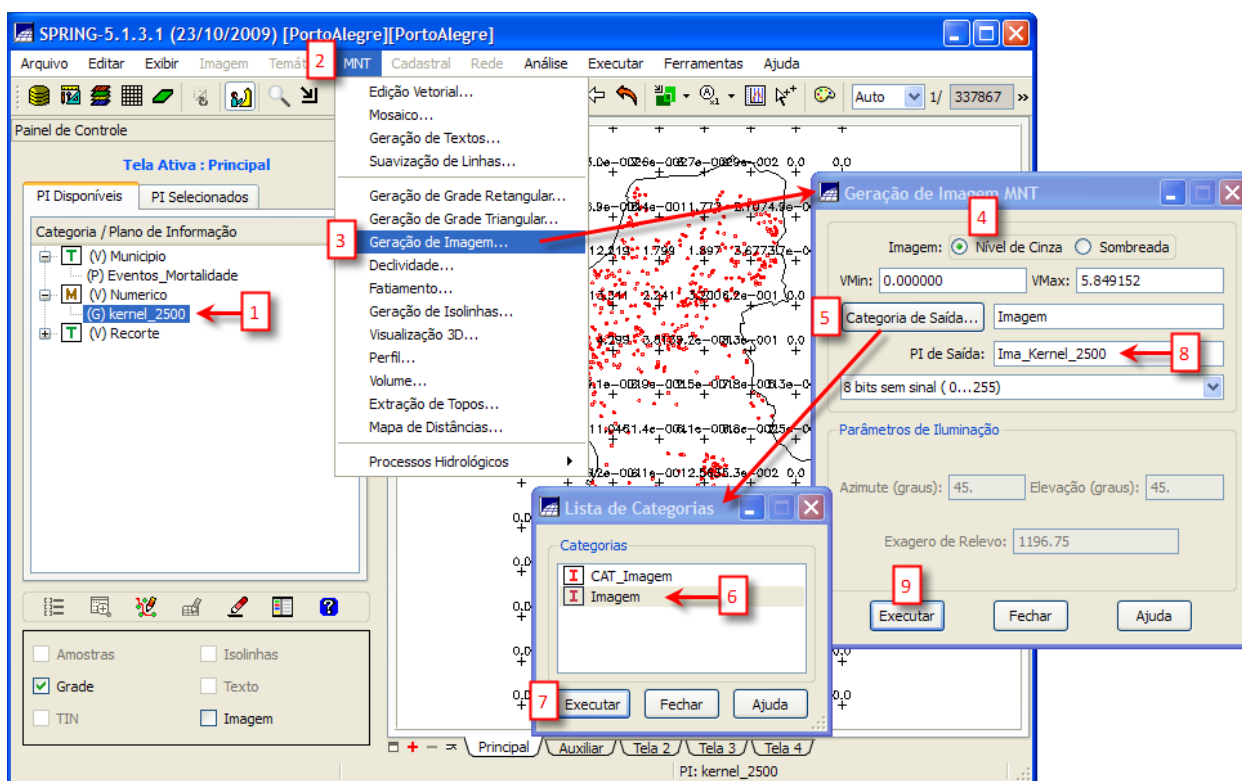 SPRING-5.1.3.1 (23/10/2009) [PortoAlegre][PortoAlegre]
Arquivo Editar Exibir Imagem 2 MNT Cadastral Rede Análise Executar Ferramentas Ajuda
Auto 1/ 337867 »
Painel de Controle
Tela Ativa : Principal
PI Disponíveis PI Selecionados
Categoria / Plano de Informação
T (V) Municipio
(P) Eventos_Mortalidade
M (V) Numerico
(G) kernel_2500 1
T (V) Recorte
Amostras Isolinhas
Grade Texto
TIN Imagem
Edição Vetorial...
Mosaico...
Geração de Textos...
Suavização de Linhas...
Geração de Grade Retangular...
Geração de Grade Triangular...
3 Geração de Imagem...
Declividade...
Fatiamento...
Geração de Isolinhas...
Visualização 3D...
Perfil...
Volume...
Extração de Topos...
Mapa de Distâncias...
Processos Hidrológicos
Geração de Imagem MNT
4
Imagem: Nível de Cinza Sombreada
VMin: 0.000000 VMax: 5.849152
5 Categoria de Saída... Imagem
PI de Saída: Ima_Kernel_2500 8
8 bits sem sinal ( 0...255)
Parâmetros de Iluminação
Azimute (graus): 45. Elevação (graus): 45.
Exagero de Relevo: 1196.75
9
Executar Fechar Ajuda
Lista de Categorias
Categorias
I CAT_Imagem
I Imagem 6
7 Executar Fechar Ajuda
Principal Auxiliar Tela 2 Tela 3 Tela 4
PI: kernel_2500